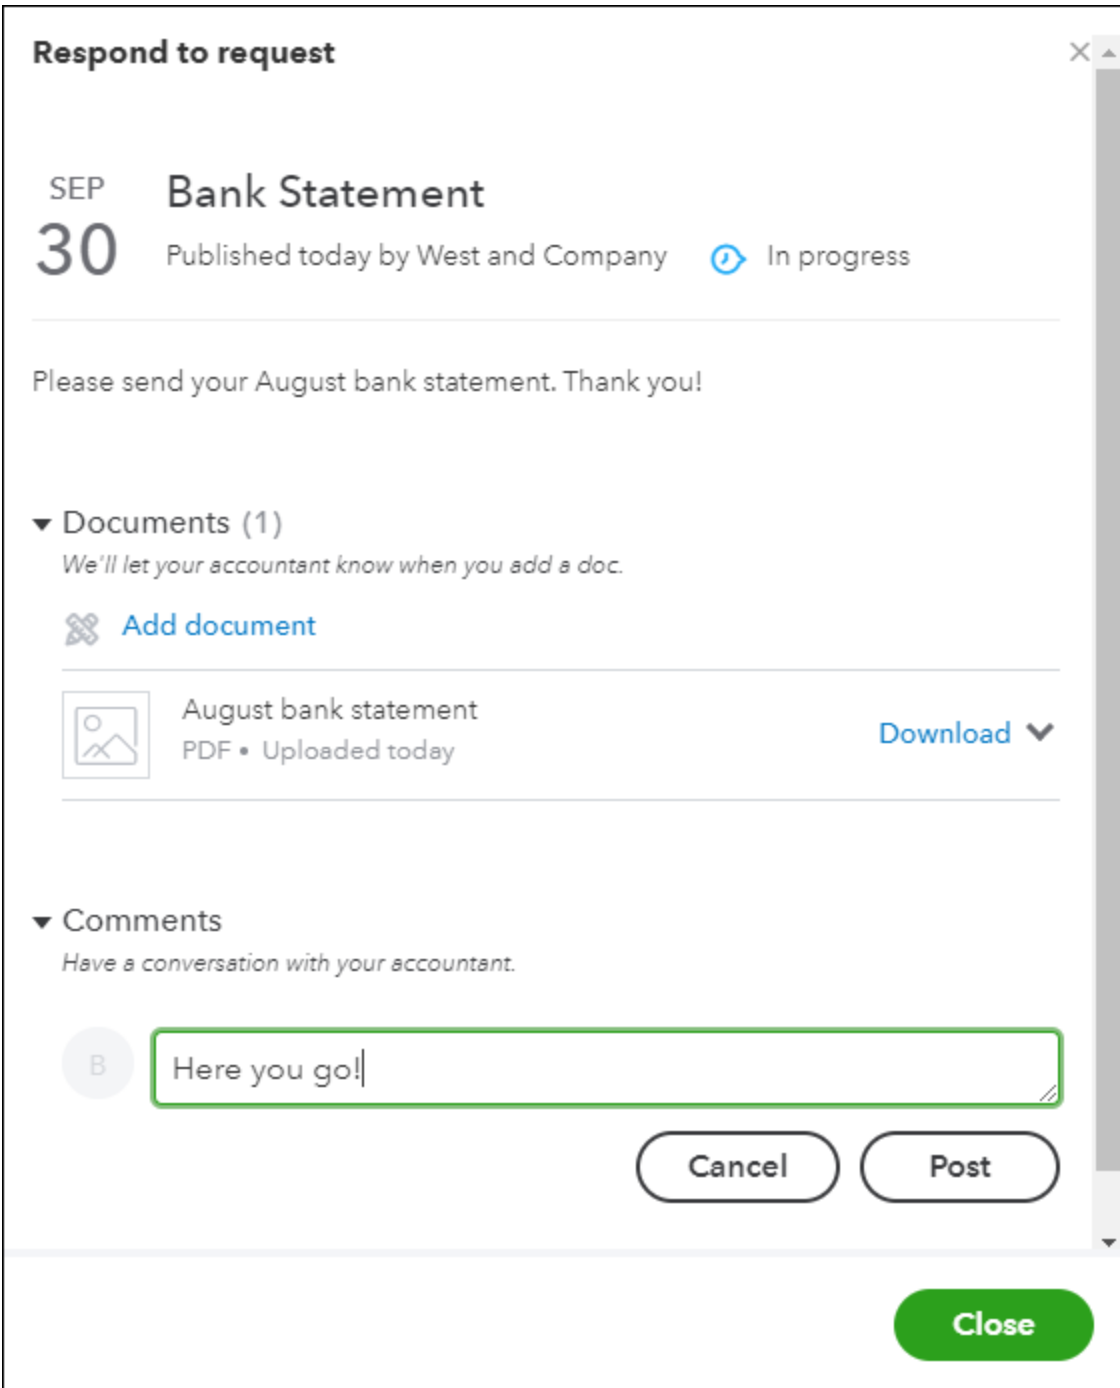 Respond to request
SEP
30
Bank Statement
Published today by West and Company
In progress
Please send your August bank statement. Thank you!
Documents (1)
We'll let your accountant know when you add a doc.
Add document
August bank statement
PDF • Uploaded today
Download
Comments
Have a conversation with your accountant.
B
Here you go!
Cancel
Post
Close